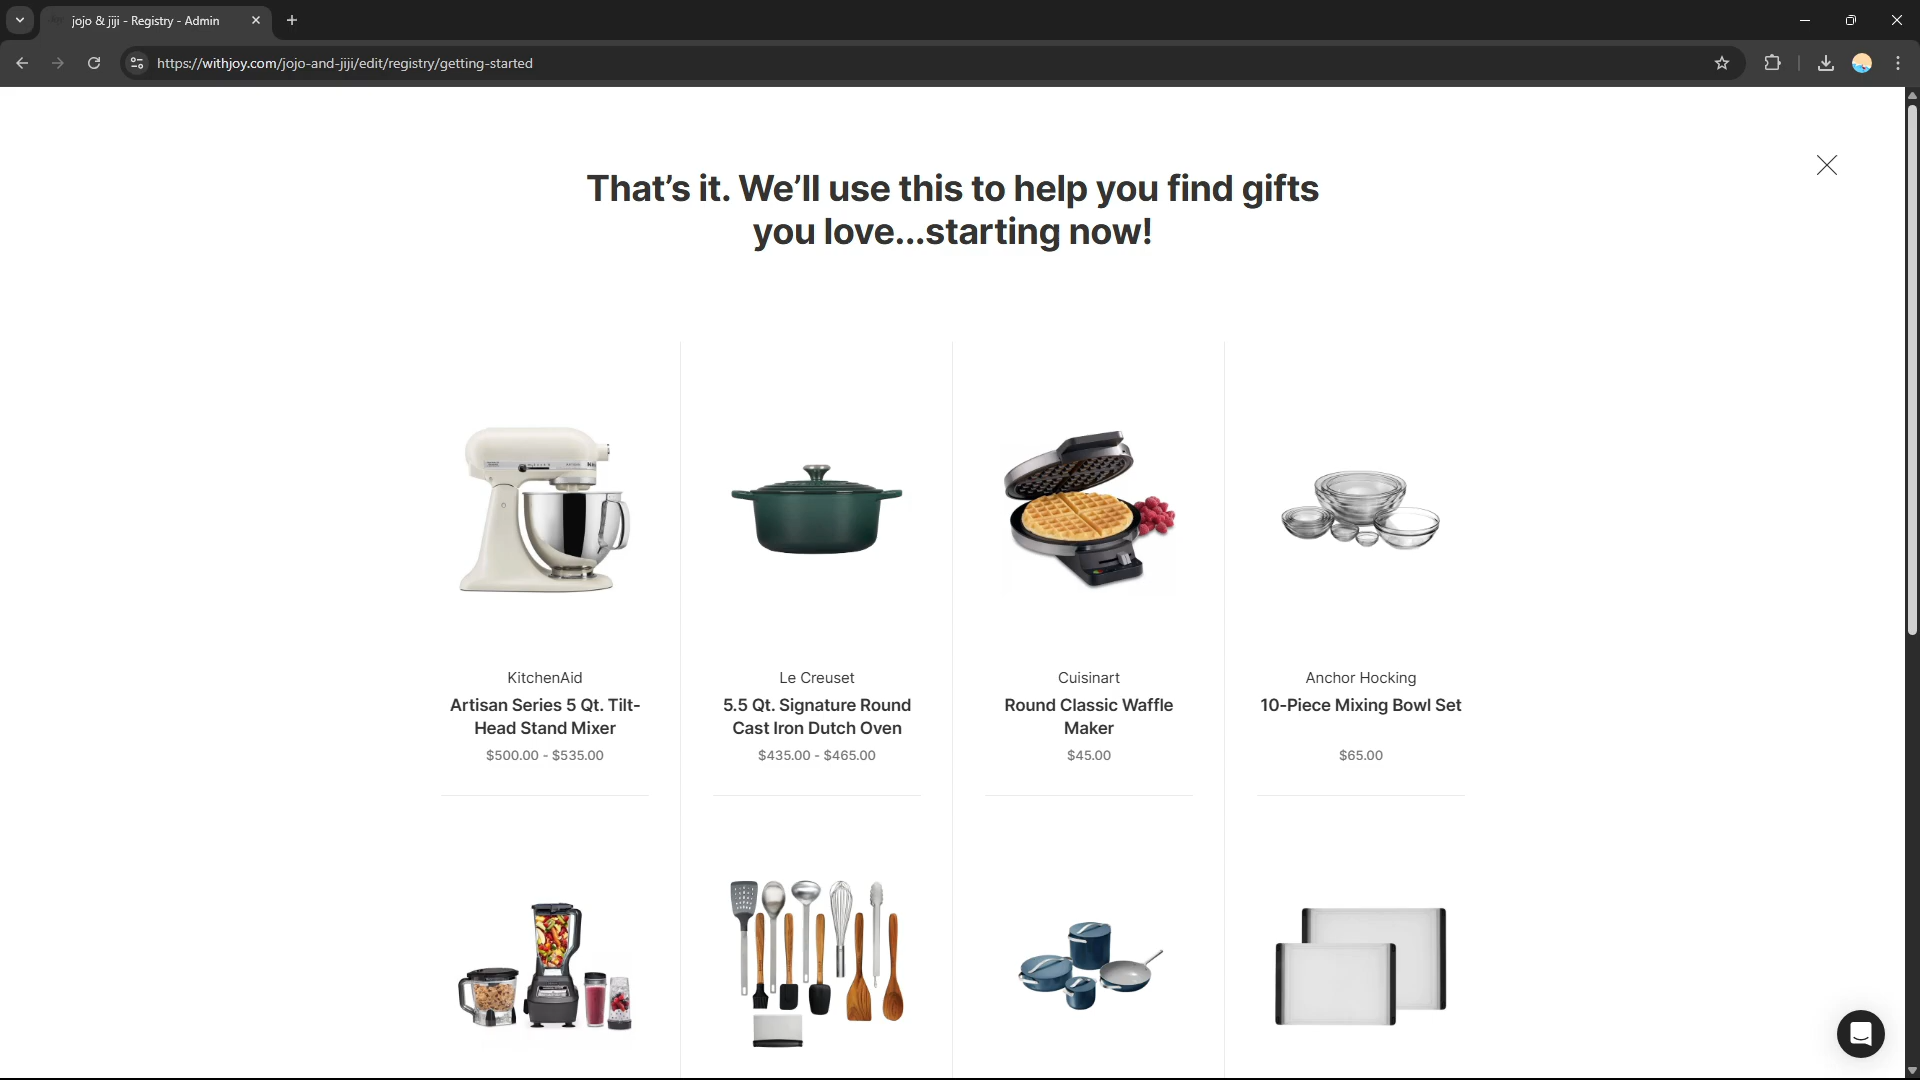 jojo & jiji - Registry - Admin
https://withjoy.com/jojo-and-jiji/edit/registry/getting-started
That’s it. We’ll use this to help you find gifts
you love...starting now!
KitchenAid
Artisan Series 5 Qt. Tilt-
Head Stand Mixer
$500.00 - $535.00
Le Creuset
5.5 Qt. Signature Round
Cast Iron Dutch Oven
$435.00 - $465.00
Cuisinart
Round Classic Waffle
Maker
$45.00
Anchor Hocking
10-Piece Mixing Bowl Set
$65.00